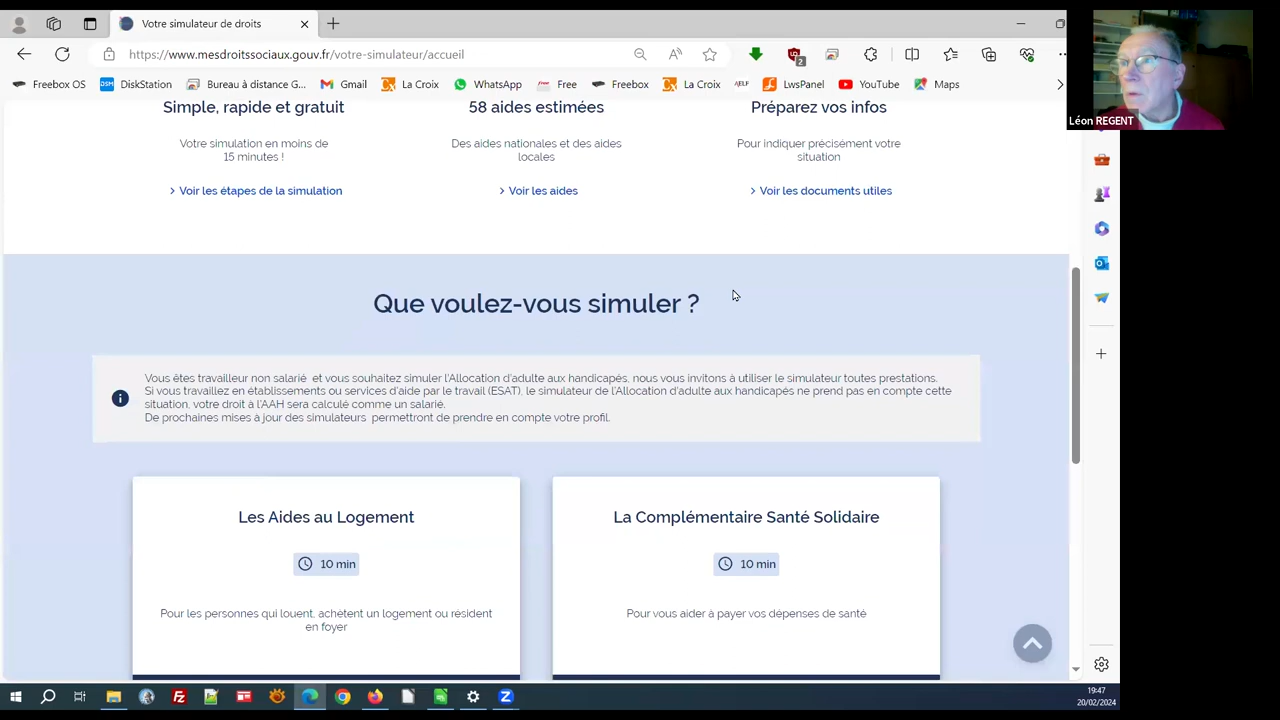 Votre simulateur de droits
https://www.mesdroitssociaux.gouv.fr/votre-simulateur/accueil
2
Freebox OS
DSM DiskStation
Bureau à distance G...
Gmail
La Croix
WhatsApp
Free
Freebox
La Croix
AELF
LwsPanel
YouTube
Maps
Léon REGENT
Simple, rapide et gratuit
Votre simulation en moins de
15 minutes !
Voir les étapes de la simulation
58 aides estimées
Des aides nationales et des aides
locales
Voir les aides
Préparez vos infos
Pour indiquer précisément votre
situation
Voir les documents utiles
Que voulez-vous simuler ?
Vous êtes travailleur non salarié et vous souhaitez simuler l'Allocation d'adulte aux handicapés, nous vous invitons à utiliser le simulateur toutes prestations.
Si vous travaillez en établissements ou services d'aide par le travail (ESAT), le simulateur de l'Allocation d'adulte aux handicapés ne prend pas en compte cette
situation, votre droit à l'AAH sera calculé comme un salarié.
De prochaines mises à jour des simulateurs permettront de prendre en compte votre profil.
Les Aides au Logement
10 min
Pour les personnes qui louent, achètent un logement ou résident
en foyer
La Complémentaire Santé Solidaire
10 min
Pour vous aider à payer vos dépenses de santé
19:47
20/02/2024